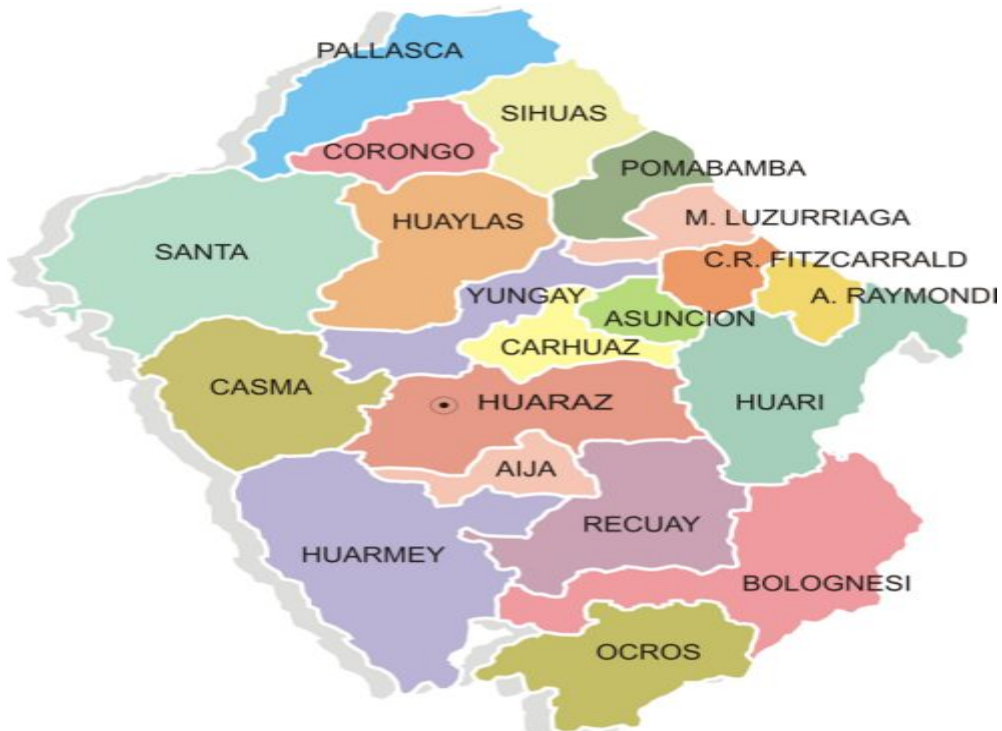 PALLASCA
SIHUAS
CORONGO
POMABAMBA
HUAYLAS
M. LUZURRIAGA
SANTA
C.R. FITZCARRALD
YUNGAY
A. RAYMONDI
ASUNCION
CARHUAZ
CASMA
HUARAZ
HUARI
AIJA
RECUAY
HUARMEY
BOLOGNESI
OCROS